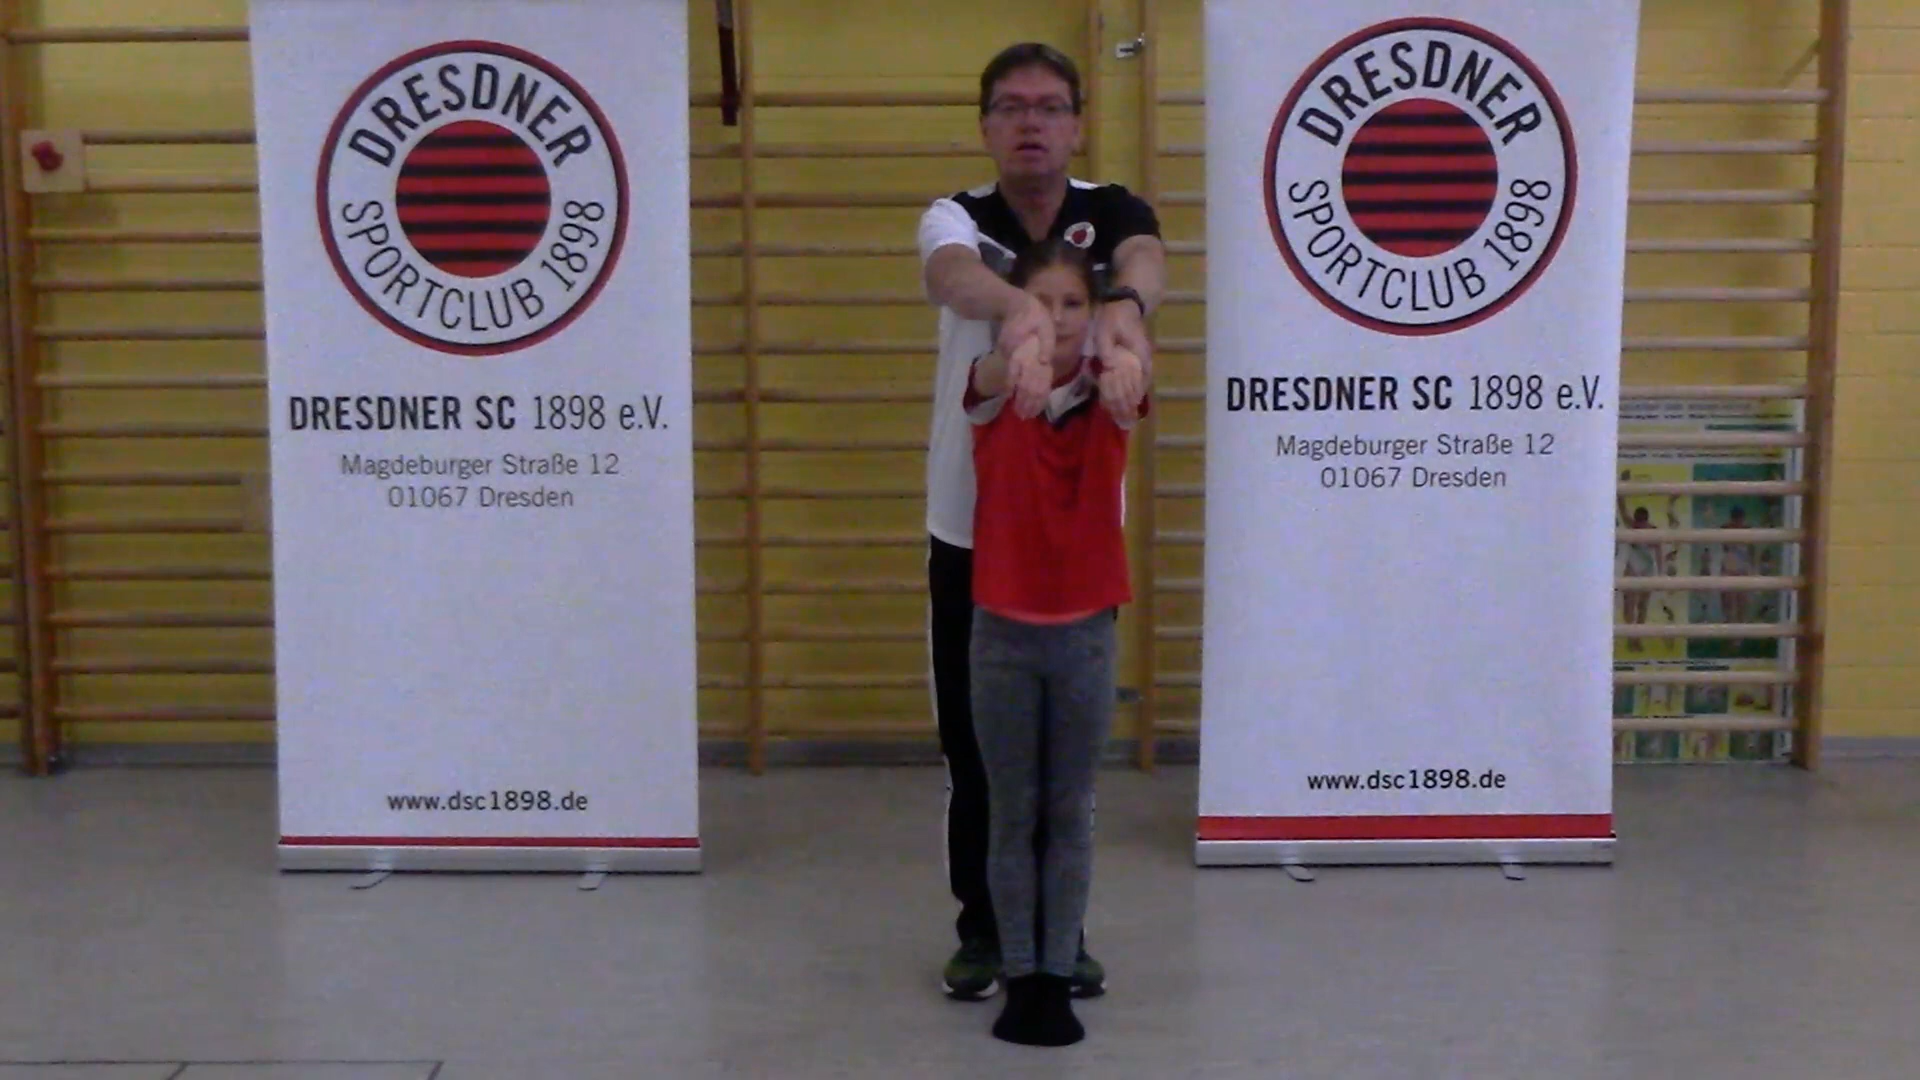 DRESDNER
SPORTCLUB 1898
DRESDNER SC 1898 e.V.
Magdeburger Straße 12
01067 Dresden
www.dsc1898.de
DRESDNER
SPORTCLUB 1898
DRESDNER SC 1898 e.V.
Magdeburger Straße 12
01067 Dresden
www.dsc1898.de